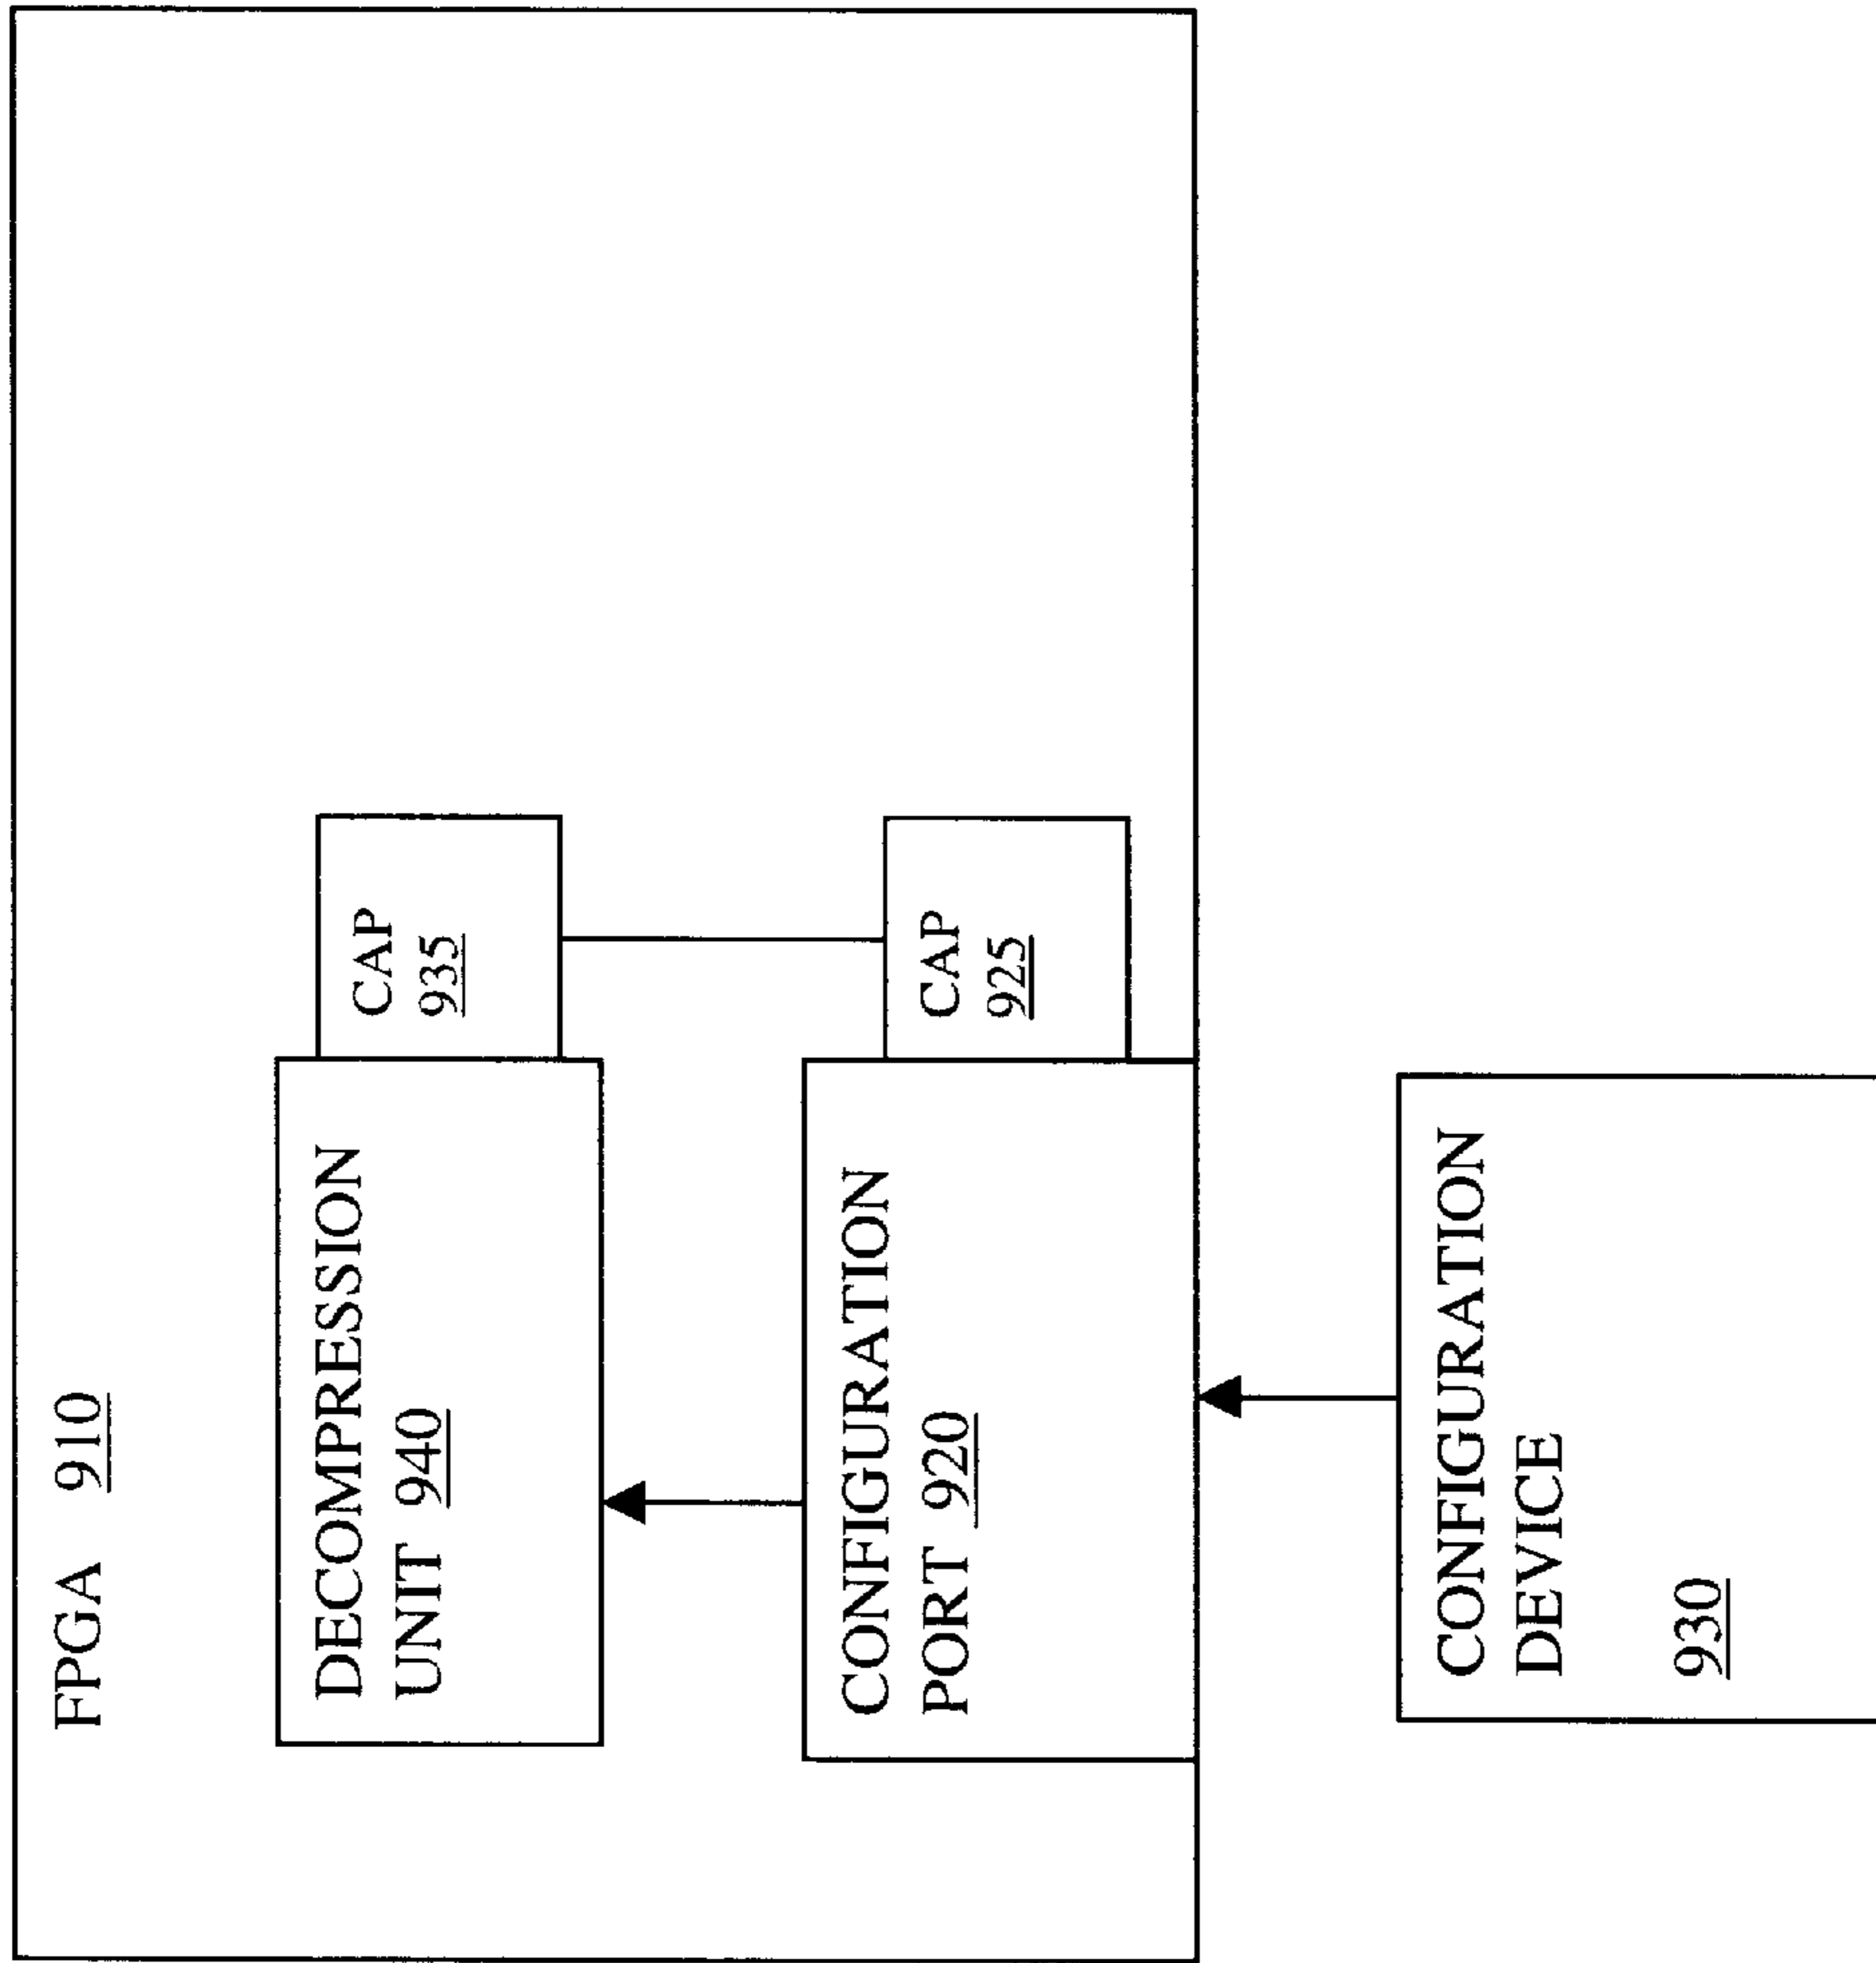 FPGA 910
DECOMPRESSION
UNIT 940
CAP
935
CONFIGURATION
PORT 920
CAP
925
CONFIGURATION
DEVICE
930